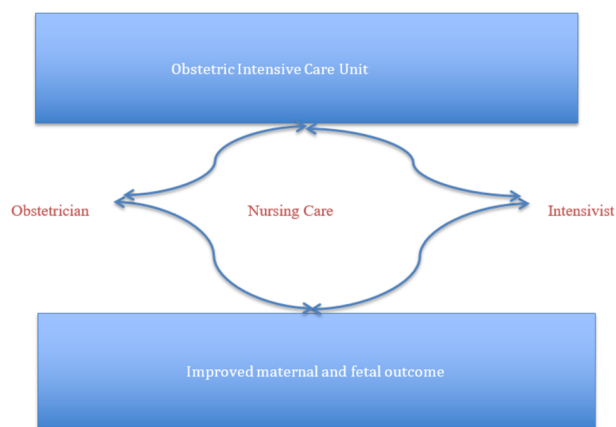 Obstetric Intensive Care Unit
Obstetrician
Nursing Care
Intensivist
Improved maternal and fetal outcome